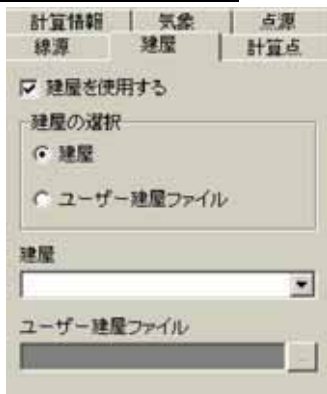 計算情報 気象 点源
線源 建屋 計算点
建屋を使用する
建屋の選択
建屋
ユーザー建屋ファイル
建屋
ユーザー建屋ファイル
...